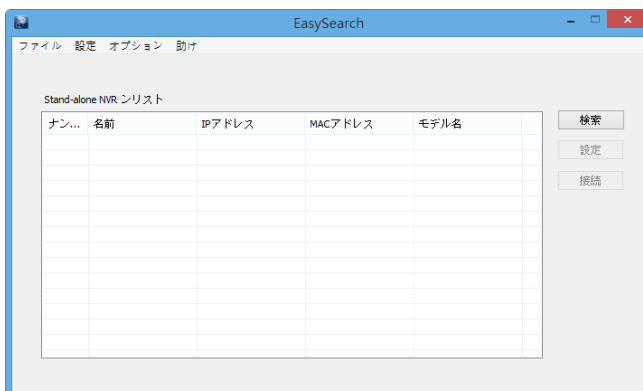 EasySearch
ファイル 設定 オプション 助け
Stand-alone NVR ンリスト
ナン... 名前 IPアドレス MACアドレス モデル名
検索
設定
接続